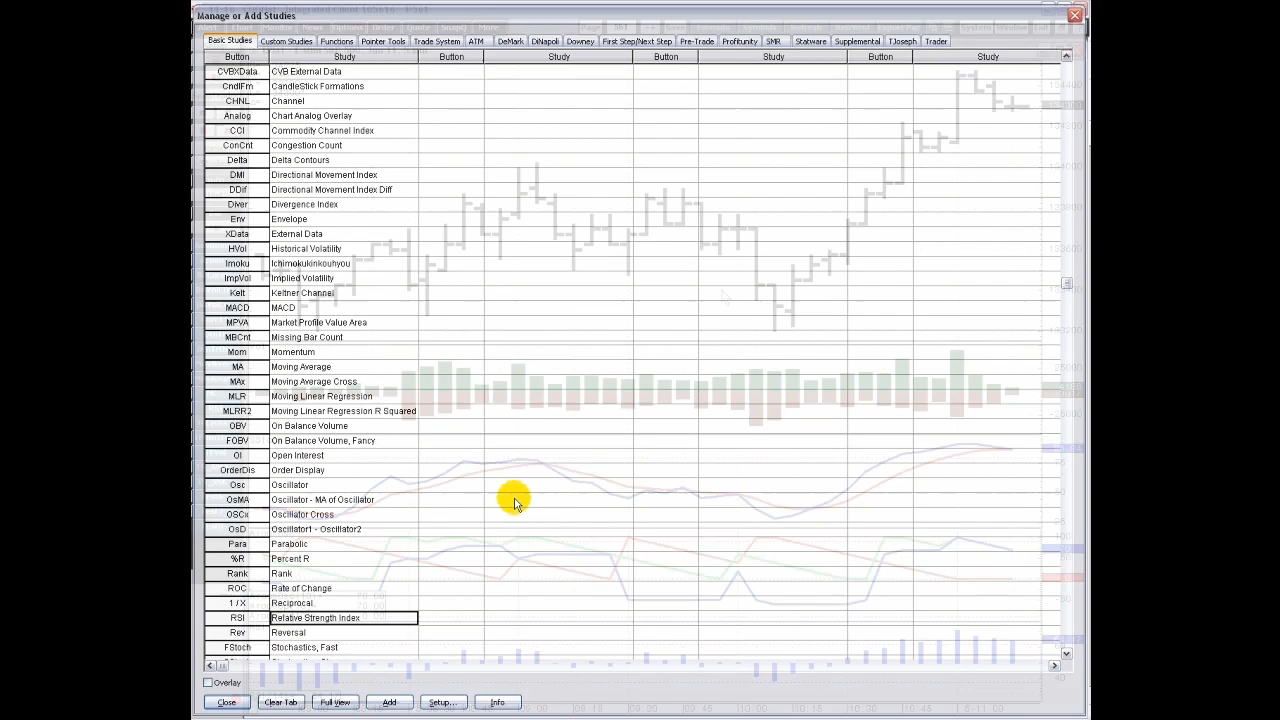 Manage or Add Studies
Basic Studies Custom Studies Functions Pointer Tools Trade System ATM DeMark DiNapoli Downey First Step/Next Step Pre-Trade Profitunity SMR Statware Supplemental TJoseph Trader
Button Study Button Study Button Study Button Study
CVBXData CVB External Data
CndlFm CandleStick Formations
CHNL Channel
Analog Chart Analog Overlay
CCI Commodity Channel Index
ConCnt Congestion Count
Delta Delta Contours
DMI Directional Movement Index
DDif Directional Movement Index Diff
Diver Divergence Index
Env Envelope
XData External Data
HVol Historical Volatility
Imoku Ichimokukinkouhyou
ImpVol Implied Volatility
Kelt Keltner Channel
MACD MACD
MPVA Market Profile Value Area
MBCnt Missing Bar Count
Mom Momentum
MA Moving Average
MAx Moving Average Cross
MLR Moving Linear Regression
MLRR2 Moving Linear Regression R Squared
OBV On Balance Volume
FOBV On Balance Volume, Fancy
OI Open Interest
OrderDis Order Display
Osc Oscillator
OsMA Oscillator - MA of Oscillator
OSCx Oscillator Cross
OsD Oscillator1 - Oscillator2
Para Parabolic
%R Percent R
Rank Rank
ROC Rate of Change
1 / X Reciprocal
RSI Relative Strength Index
Rev Reversal
FStoch Stochastics, Fast
Overlay
Close Clear Tab Full View Add Setup... Info